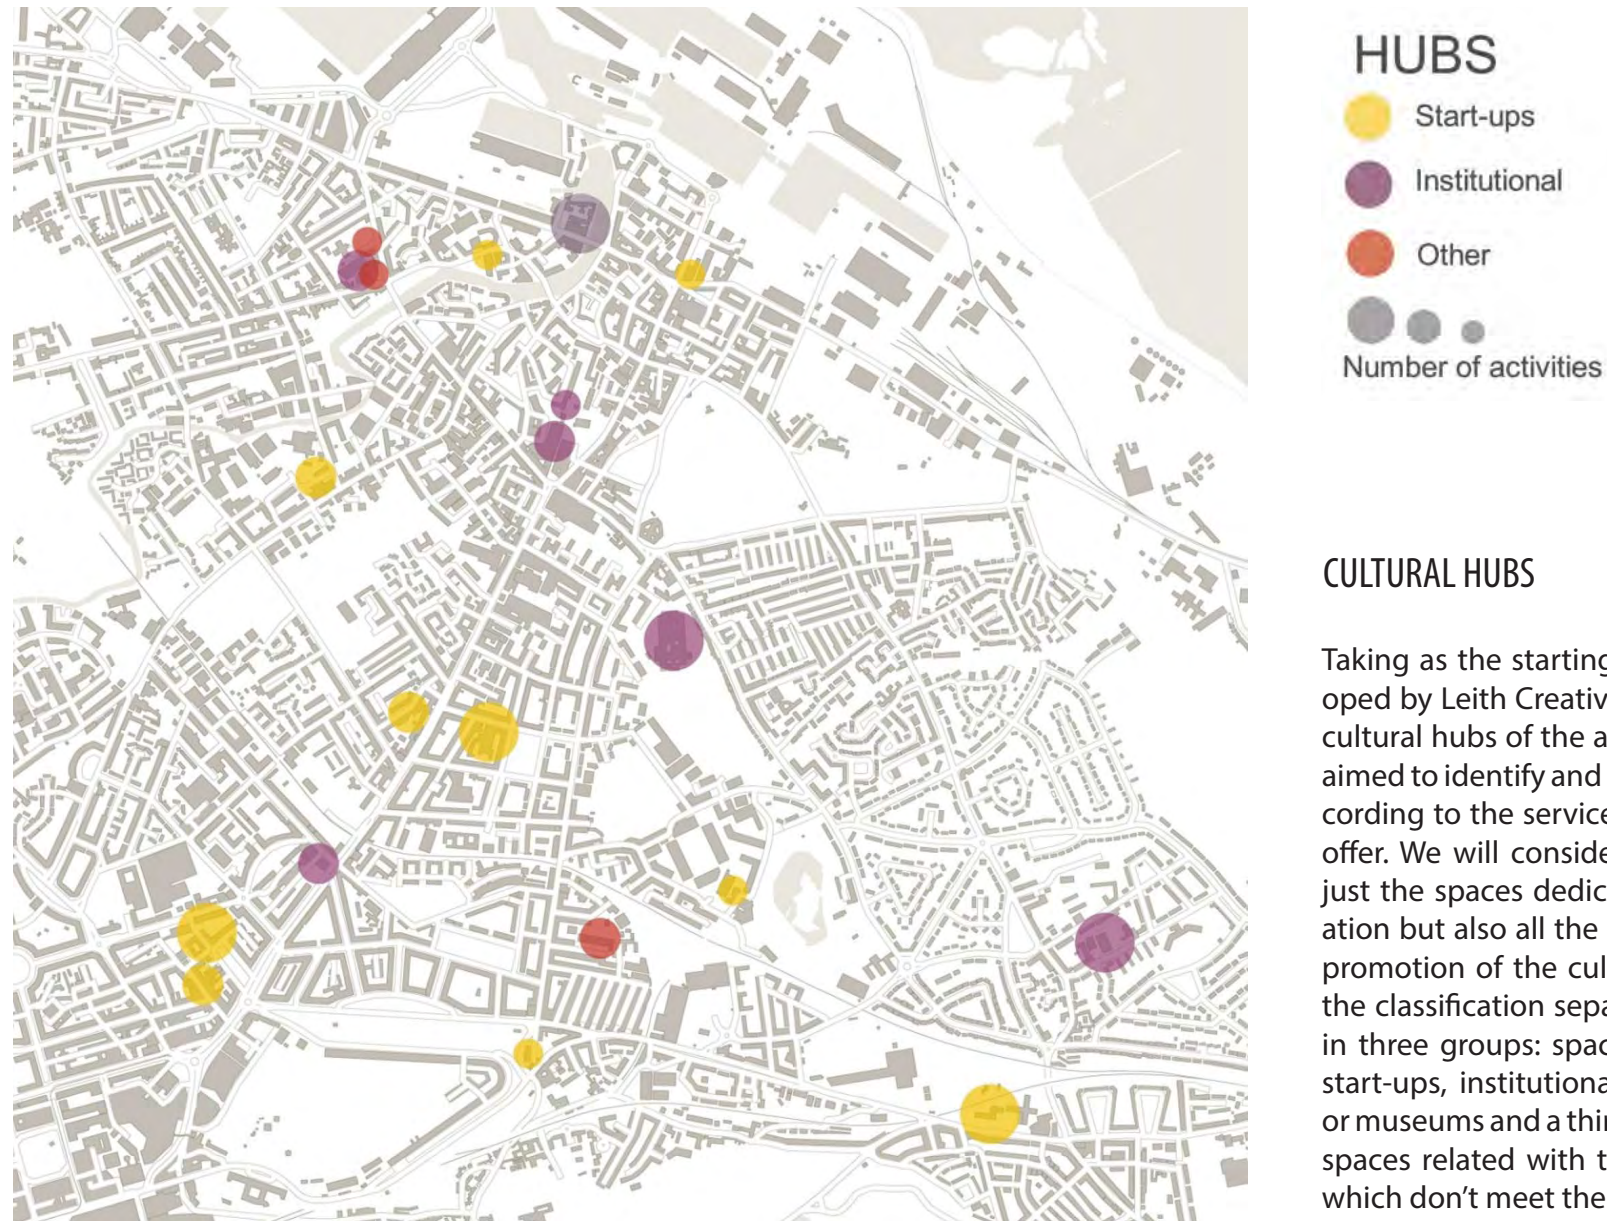 HUBS
Start-ups
Institutional
Other
Number of activities
CULTURAL HUBS
Taking as the starting
oped by Leith Creativ
cultural hubs of the a
aimed to identify and
cording to the service
offer. We will conside
just the spaces dedic
ation but also all the
promotion of the cul
the classification sepa
in three groups: spac
start-ups, institutiona
or museums and a thir
spaces related with t
which don't meet the